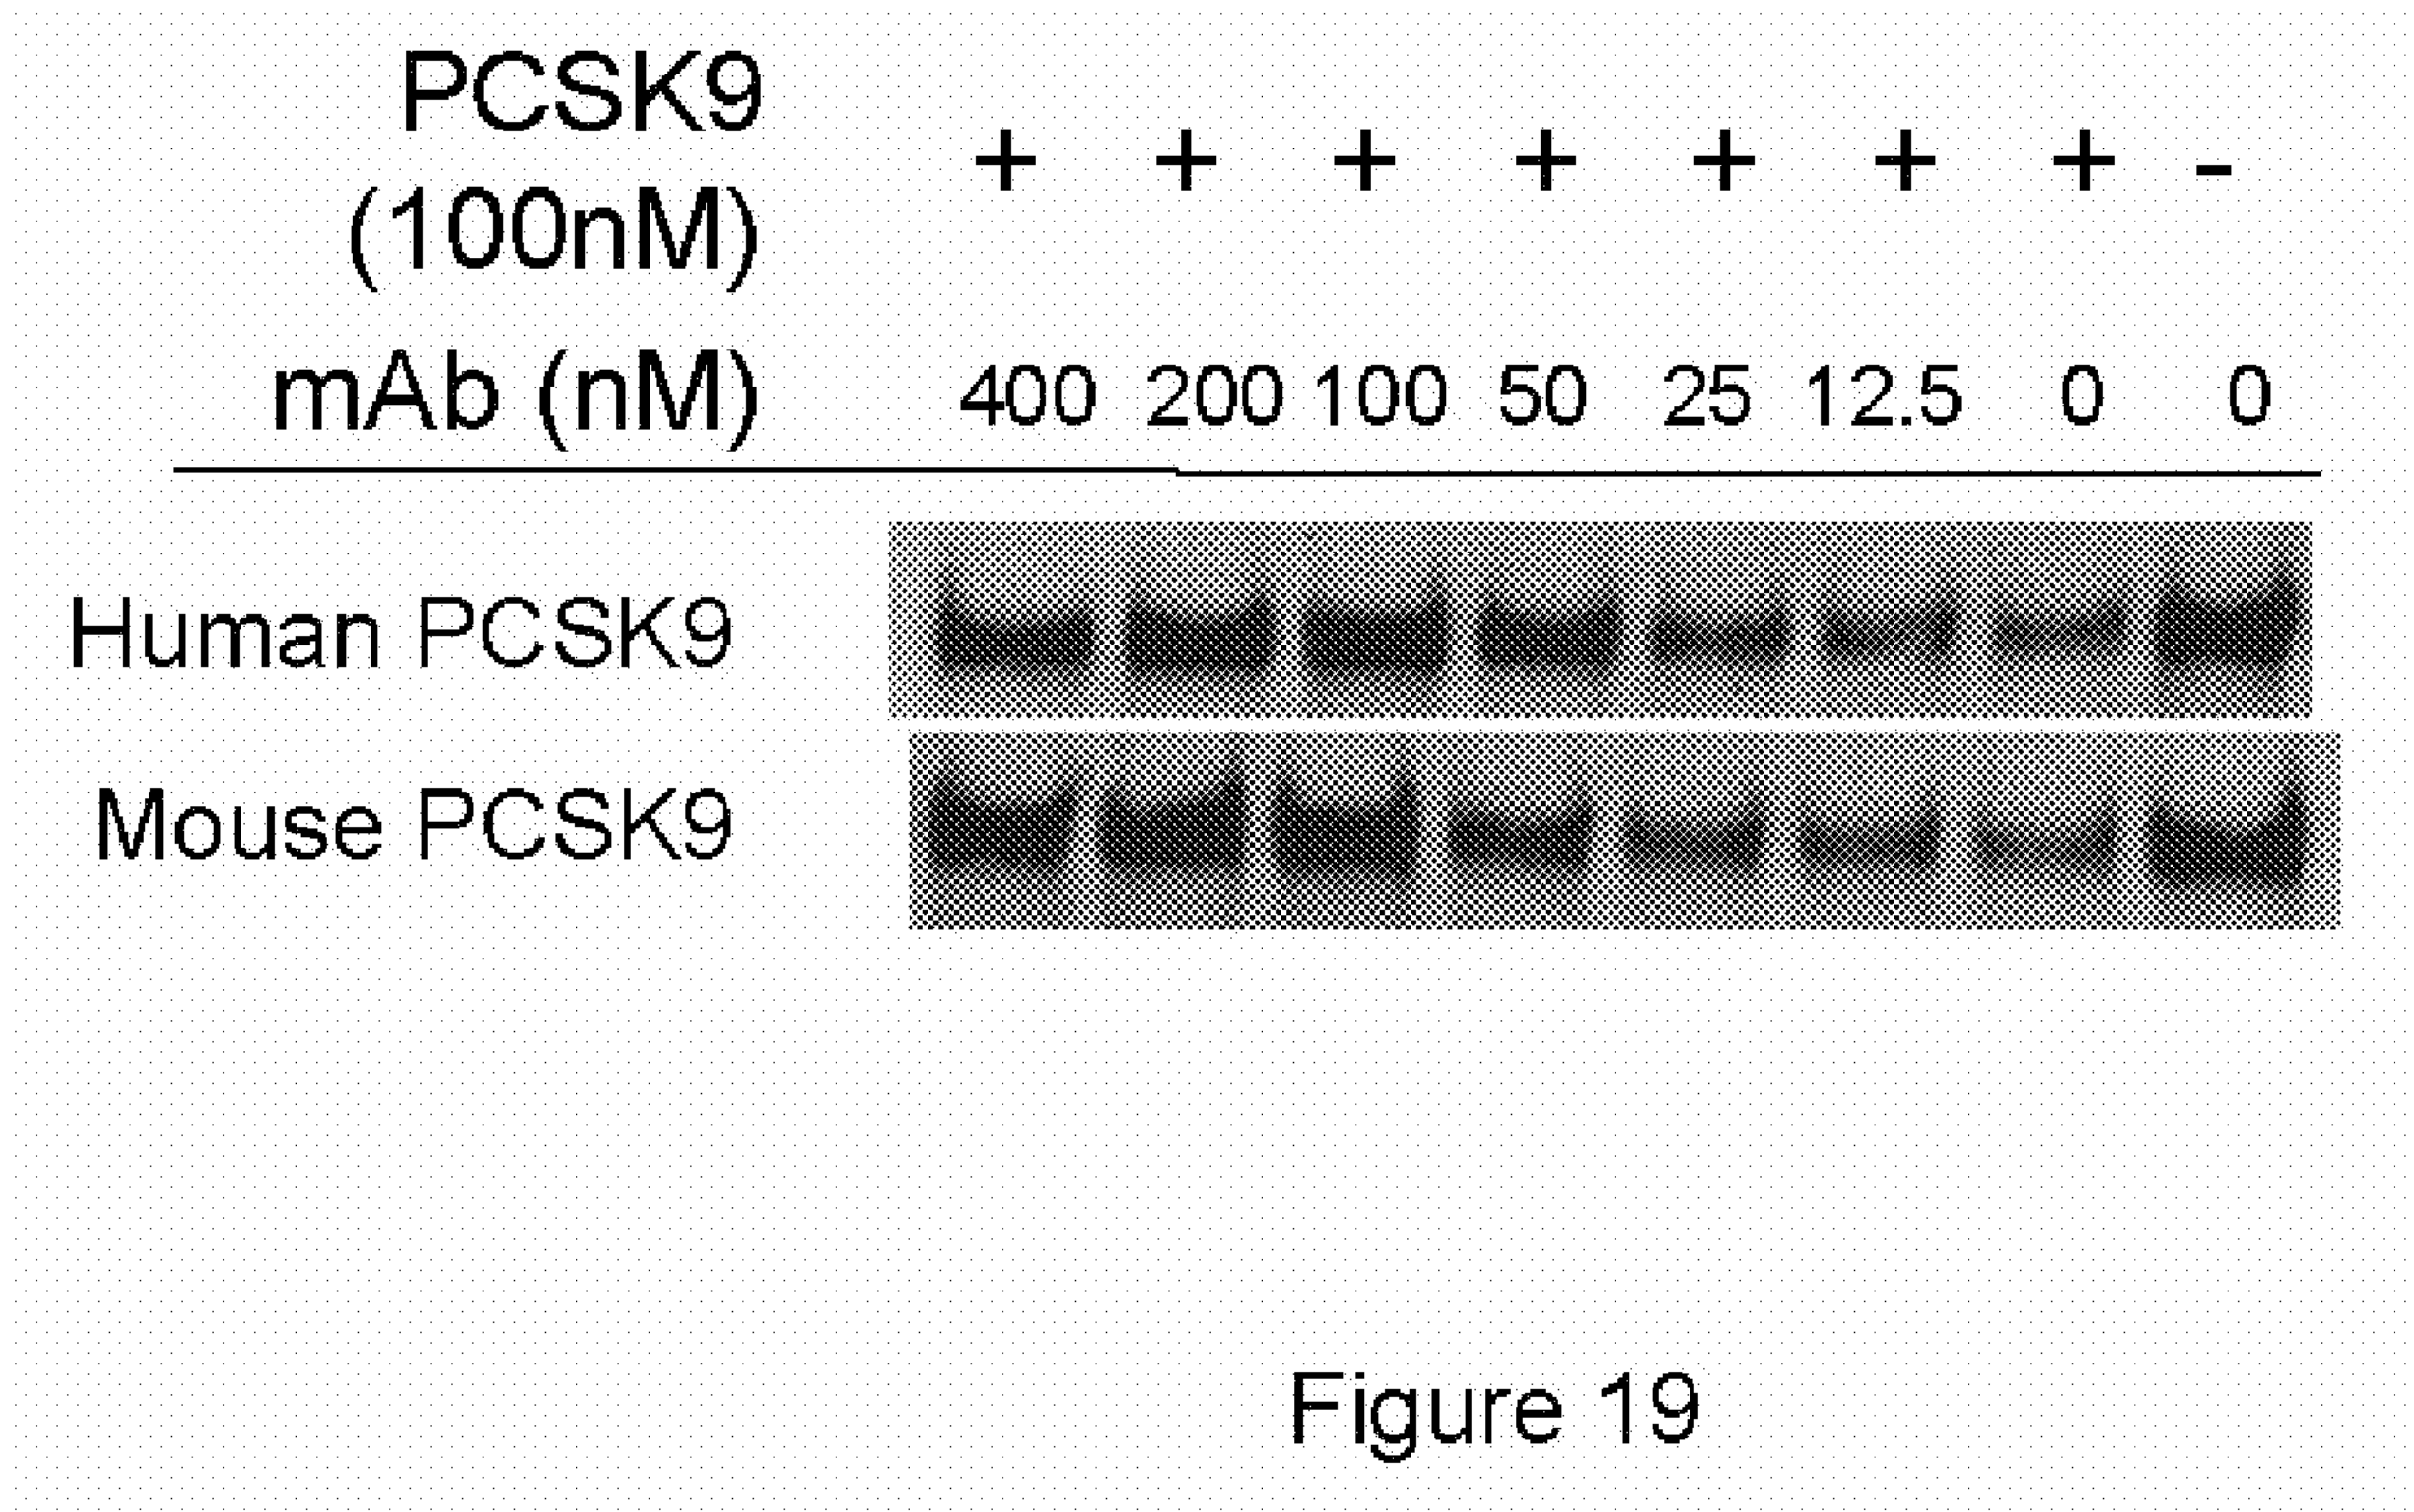 PCSK9
(100nM) + + + + + + + -
mAb (nM) 400 200 100 50 25 12.5 0 0
Human PCSK9
Mouse PCSK9
Figure 19